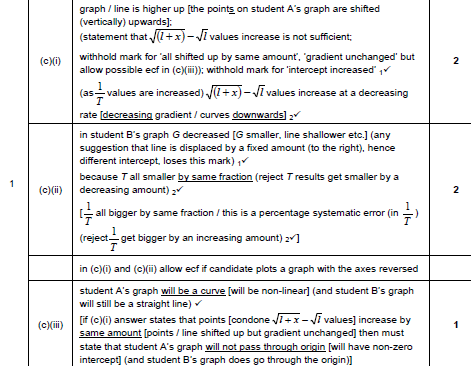 graph / line is higher up [the points on student A's graph are shifted
(vertically) upwards];
(statement that √(l + x) – √l values increase is not sufficient;
withhold mark for 'all shifted up by same amount', 'gradient unchanged' but
allow possible ecf in (c)(iii)); withhold mark for 'intercept increased' 1✓
(c)(i)
2
(as 1/T values are increased) √(l + x) – √l values increase at a decreasing
rate [decreasing gradient / curves downwards] 2✓
in student B's graph G decreased [G smaller, line shallower etc.] (any
suggestion that line is displaced by a fixed amount (to the right), hence
different intercept, loses this mark) 1✓
because T all smaller by same fraction (reject T results get smaller by a
decreasing amount) 2✓
1
(c)(ii)
2
[1/T all bigger by same fraction / this is a percentage systematic error (in 1/T)
(reject 1/T get bigger by an increasing amount) 2✓]
in (c)(i) and (c)(ii) allow ecf if candidate plots a graph with the axes reversed
student A's graph will be a curve [will be non-linear] (and student B's graph
will still be a straight line) ✓
(c)(iii)
1
[if (c)(i) answer states that points [condone √l + x – √l values] increase by
same amount [points / line shifted up but gradient unchanged] then must
state that student A's graph will not pass through origin [will have non-zero
intercept] (and student B's graph does go through the origin)]